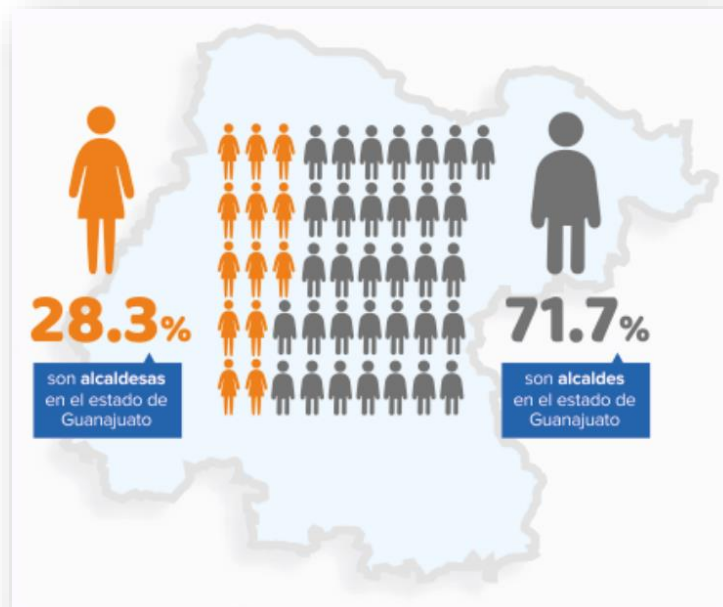 28.3%
son alcaldesas
en el estado de
Guanajuato
71.7%
son alcaldes
en el estado de
Guanajuato